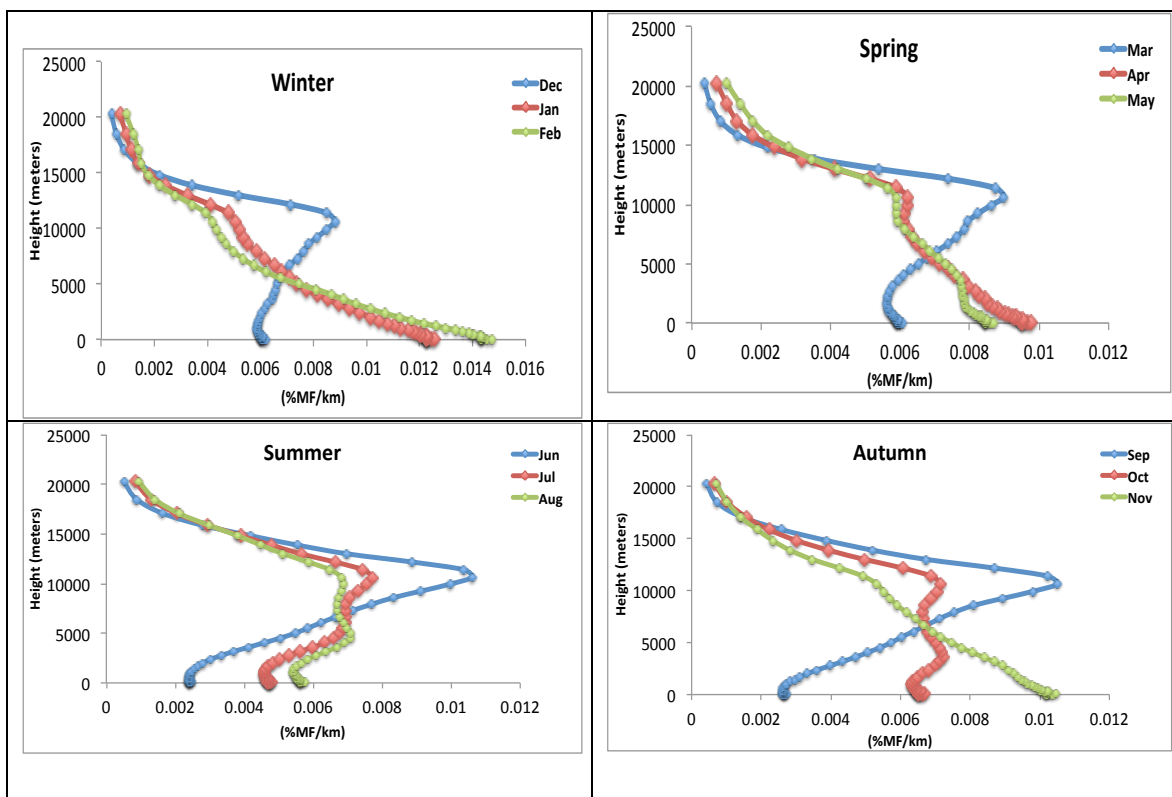 Winter
25000
20000
15000
10000
5000
0
Height (meters)
Dec
Jan
Feb
0 0.002 0.004 0.006 0.008 0.01 0.012 0.014 0.016
(%MF/km)
Spring
25000
20000
15000
10000
5000
0
Height (meters)
Mar
Apr
May
0 0.002 0.004 0.006 0.008 0.01 0.012
(%MF/km)
Summer
25000
20000
15000
10000
5000
0
Height (meters)
Jun
Jul
Aug
0 0.002 0.004 0.006 0.008 0.01 0.012
(%MF/km)
Autumn
25000
20000
15000
10000
5000
0
Height (meters)
Sep
Oct
Nov
0 0.002 0.004 0.006 0.008 0.01 0.012
(%MF/km)